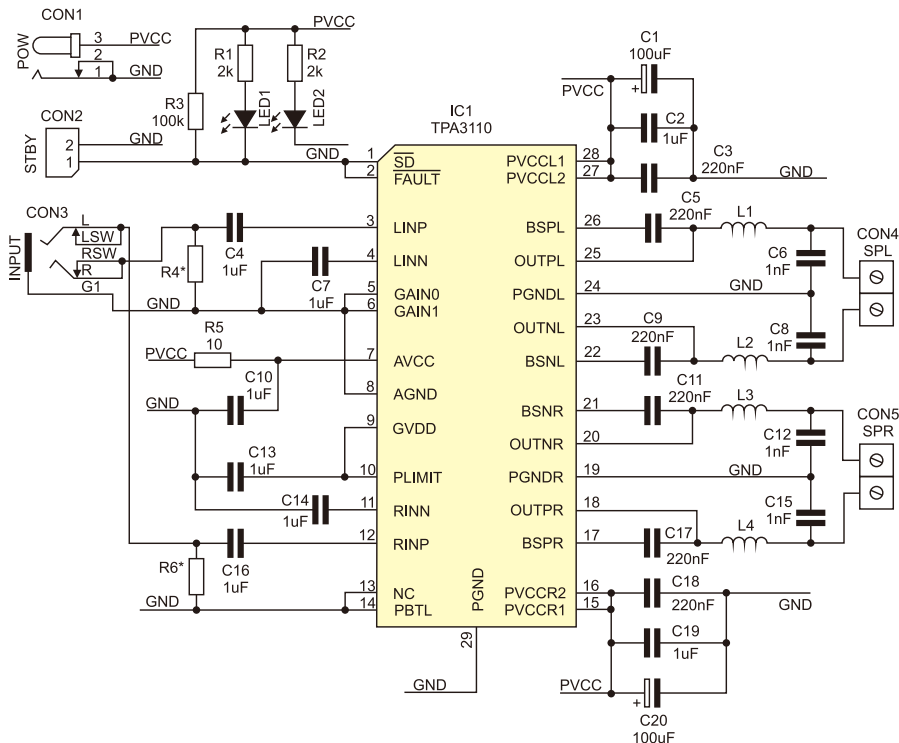 CON1
POW
3
PVCC
2
1
GND
CON2
STBY
2
GND
1
PVCC
R1
2k
R2
2k
R3
100k
LED1
LED2
GND
IC1
TPA3110
1
SD
2
FAULT
3
LINP
4
LINN
5
GAIN0
6
GAIN1
7
AVCC
8
AGND
9
GVDD
10
PLIMIT
11
RINN
12
RINP
13
NC
14
PBTL
PGND
29
GND
28
PVCCL1
27
PVCCL2
26
BSPL
25
OUTPL
24
PGNDL
23
OUTNL
22
BSNL
21
BSNR
20
OUTNR
19
PGNDR
18
OUTPR
17
BSPR
16
PVCCR2
15
PVCCR1
CON3
INPUT
L
LSW
RSW
R
G1
GND
R4*
C4
1uF
C7
1uF
R5
10
PVCC
C10
1uF
GND
C13
1uF
C14
1uF
C16
1uF
R6*
GND
C1
100uF
+
PVCC
C2
1uF
C3
220nF
GND
C5
220nF
L1
C6
1nF
GND
CON4
SPL
C8
1nF
C9
220nF
L2
C11
220nF
L3
C12
1nF
CON5
SPR
GND
C15
1nF
C17
220nF
L4
C18
220nF
GND
C19
1uF
PVCC
+
C20
100uF